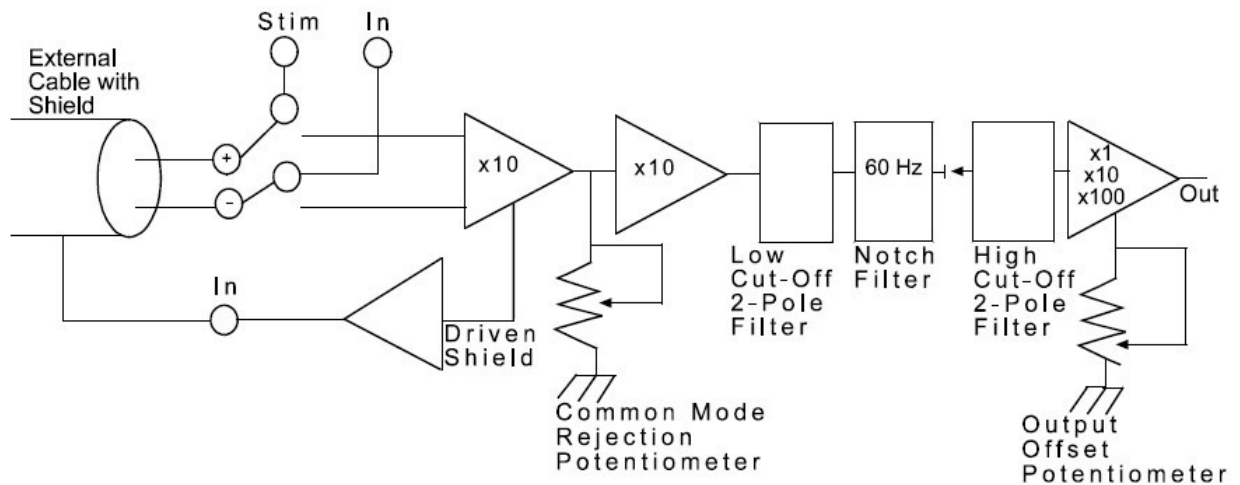 Stim
In
External
Cable with
Shield
+
-
x10
x10
60 Hz
x1
x10
x100
Out
In
Driven
Shield
Low
Cut-Off
2-Pole
Filter
Notch
Filter
High
Cut-Off
2-Pole
Filter
Common Mode
Rejection
Potentiometer
Output
Offset
Potentiometer